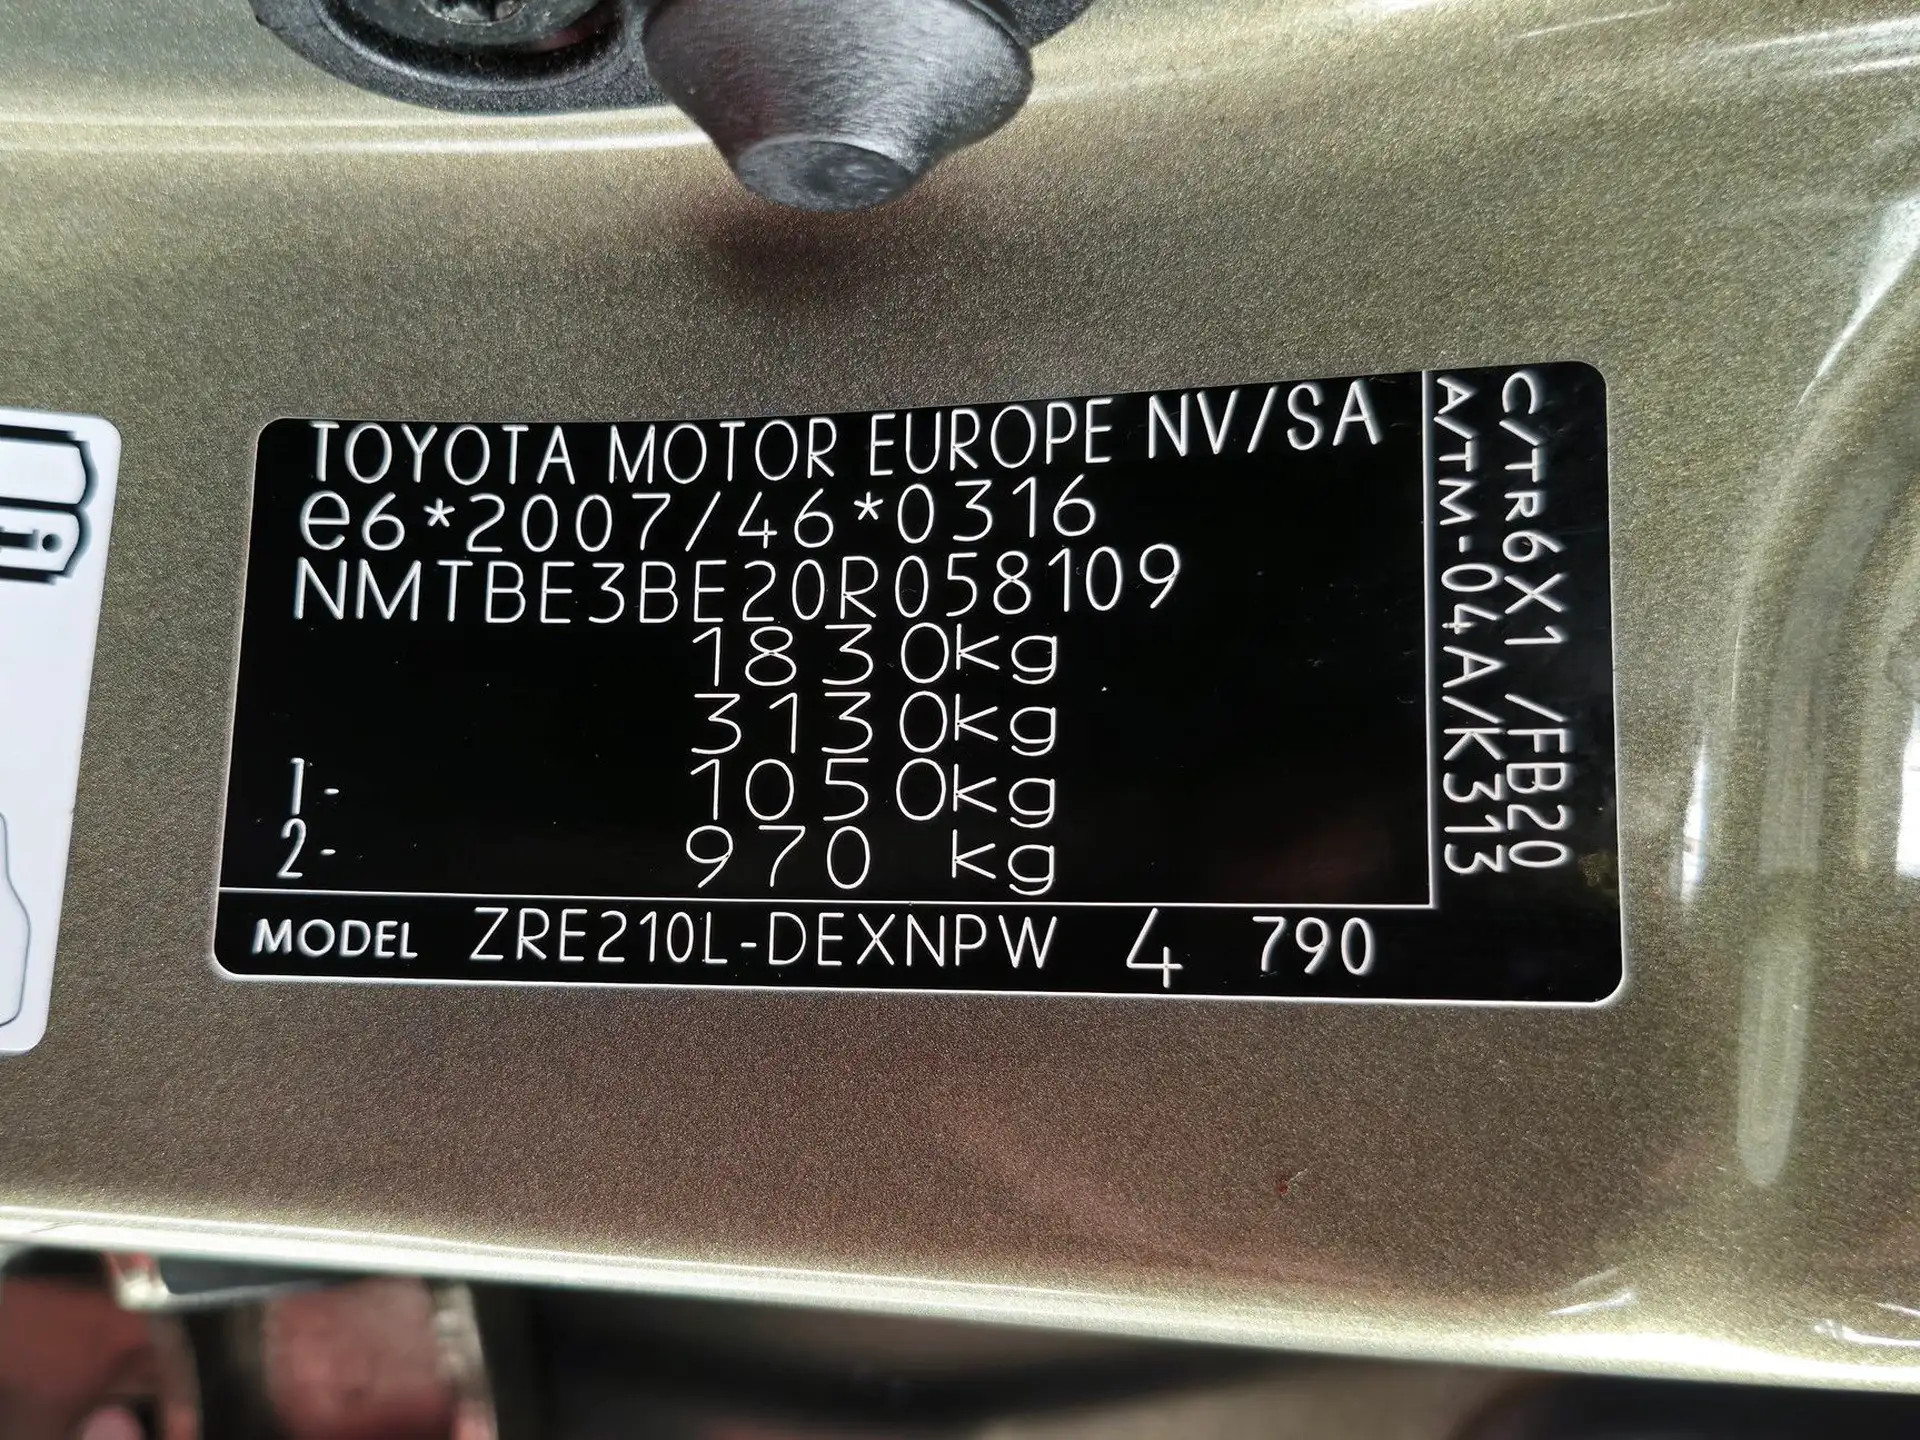 TOYOTA MOTOR EUROPE NV/SA
e6*2007/46*0316
NMTBE3BE20R058109
1830kg
3130kg
1- 1050kg
2- 970 kg
MODEL ZRE210L-DEXNPW 4 790
C/TR6X1 /FB20
A/TM-04A/K313
i